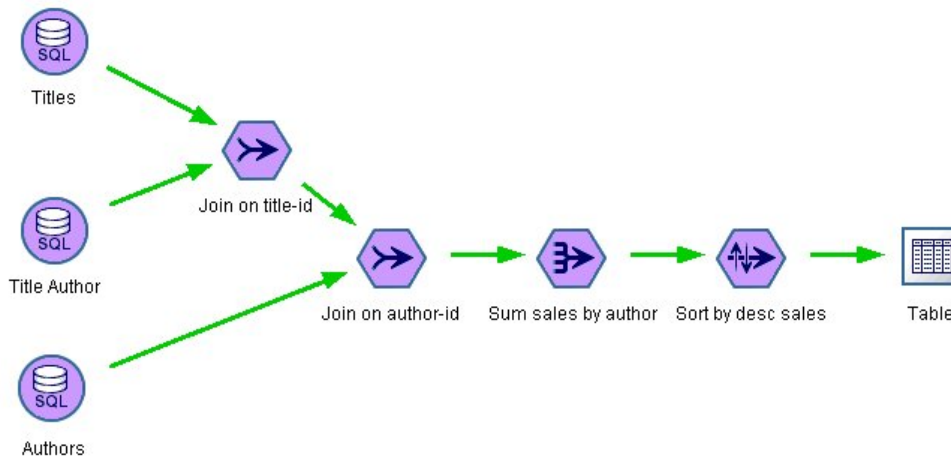 SQL
Titles
Join on title-id
SQL
Title Author
Join on author-id
Sum sales by author
Sort by desc sales
Table
SQL
Authors